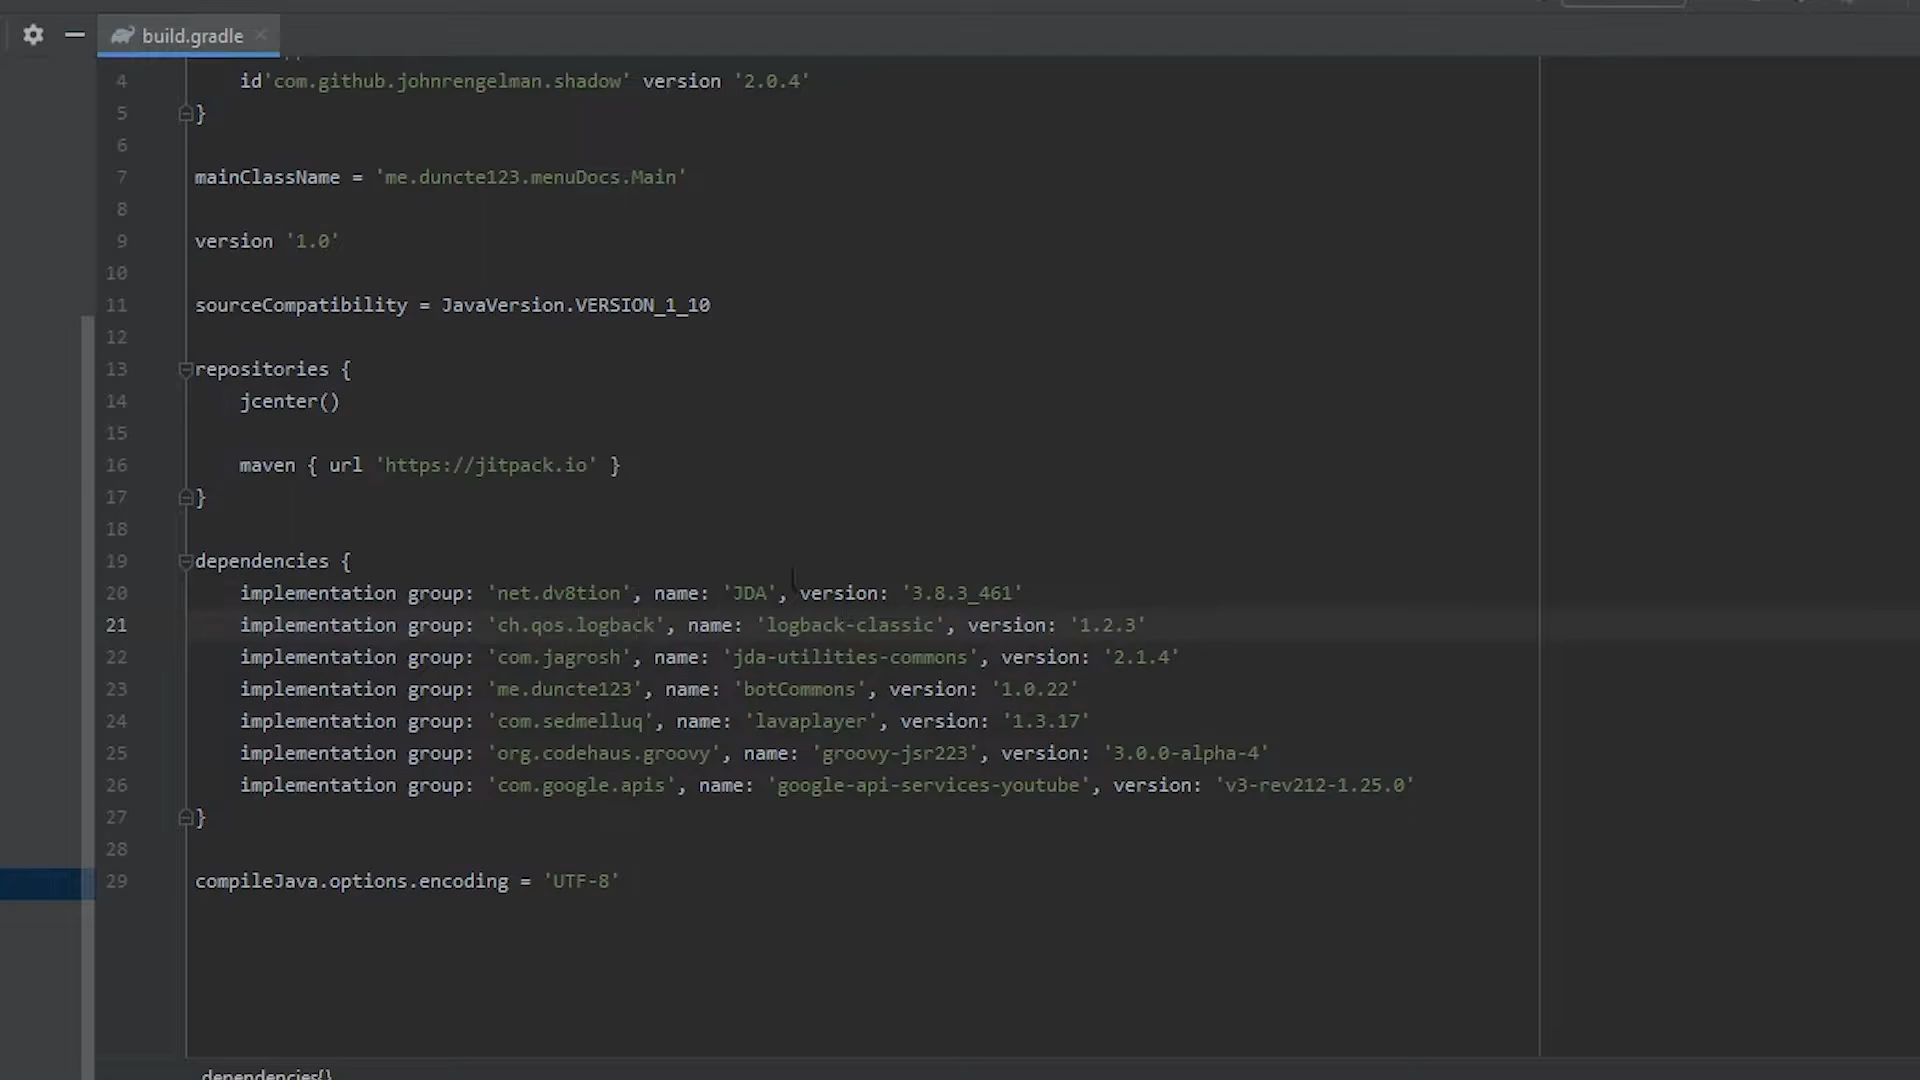 build.gradle
4 id'com.github.johnrengelman.shadow' version '2.0.4'
5 }
6
7 mainClassName = 'me.duncte123.menuDocs.Main'
8
9 version '1.0'
10
11 sourceCompatibility = JavaVersion.VERSION_1_10
12
13 repositories {
14 jcenter()
15
16 maven { url 'https://jitpack.io' }
17 }
18
19 dependencies {
20 implementation group: 'net.dv8tion', name: 'JDA', version: '3.8.3_461'
21 implementation group: 'ch.qos.logback', name: 'logback-classic', version: '1.2.3'
22 implementation group: 'com.jagrosh', name: 'jda-utilities-commons', version: '2.1.4'
23 implementation group: 'me.duncte123', name: 'botCommons', version: '1.0.22'
24 implementation group: 'com.sedmelluq', name: 'lavaplayer', version: '1.3.17'
25 implementation group: 'org.codehaus.groovy', name: 'groovy-jsr223', version: '3.0.0-alpha-4'
26 implementation group: 'com.google.apis', name: 'google-api-services-youtube', version: 'v3-rev212-1.25.0'
27 }
28
29 compileJava.options.encoding = 'UTF-8'
dependencies{}